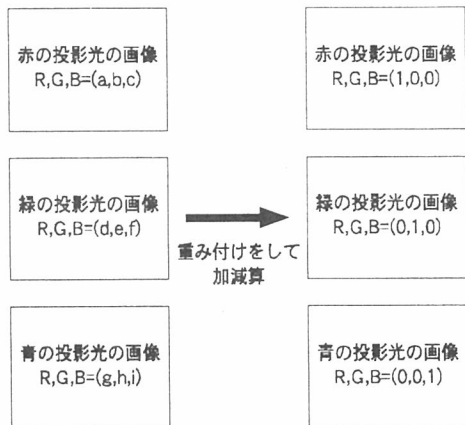 赤の投影光の画像
R,G,B=(a,b,c)
赤の投影光の画像
R,G,B=(1,0,0)
緑の投影光の画像
R,G,B=(d,e,f)
重み付けをして
加減算
緑の投影光の画像
R,G,B=(0,1,0)
青の投影光の画像
R,G,B=(g,h,i)
青の投影光の画像
R,G,B=(0,0,1)